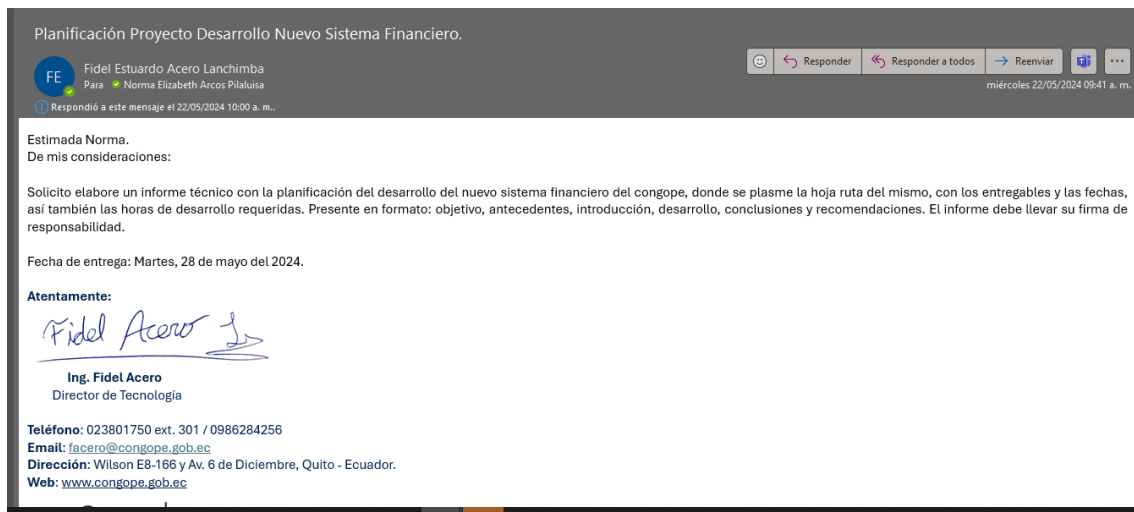 Planificación Proyecto Desarrollo Nuevo Sistema Financiero.
FE
Fidel Estuardo Acero Lanchimba
Para Norma Elizabeth Arcos Pilaluisa
Respondió a este mensaje el 22/05/2024 10:00 a. m..
Responder
Responder a todos
Reenviar
miércoles 22/05/2024 09:41 a. m.
Estimada Norma.
De mis consideraciones:
Solicito elabore un informe técnico con la planificación del desarrollo del nuevo sistema financiero del congope, donde se plasme la hoja ruta del mismo, con los entregables y las fechas,
así también las horas de desarrollo requeridas. Presente en formato: objetivo, antecedentes, introducción, desarrollo, conclusiones y recomendaciones. El informe debe llevar su firma de
responsabilidad.
Fecha de entrega: Martes, 28 de mayo del 2024.
Atentamente:
Fidel Acero
Ing. Fidel Acero
Director de Tecnología
Teléfono: 023801750 ext. 301 / 0986284256
Email: facero@congope.gob.ec
Dirección: Wilson E8-166 y Av. 6 de Diciembre, Quito - Ecuador.
Web: www.congope.gob.ec